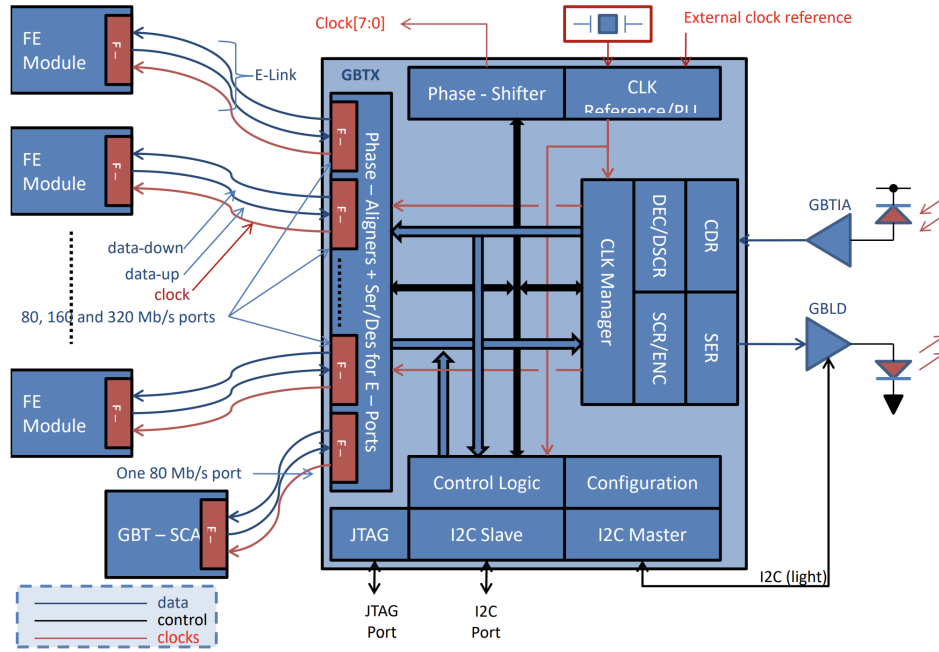 Clock[7:0]
External clock reference
FE
Module
F –
E-Link
GBTX
Phase - Shifter
CLK
Reference/PLL
F –
Phase – Aligners + Ser/Des for E – Ports
FE
Module
F –
F –
CLK Manager
DEC/DSCR
CDR
GBTIA
data-down
data-up
clock
80, 160 and 320 Mb/s ports
SCR/ENC
SER
GBLD
F –
FE
Module
F –
F –
One 80 Mb/s port
Control Logic
Configuration
GBT – SCA
F –
JTAG
I2C Slave
I2C Master
I2C (light)
data
control
clocks
JTAG
Port
I2C
Port